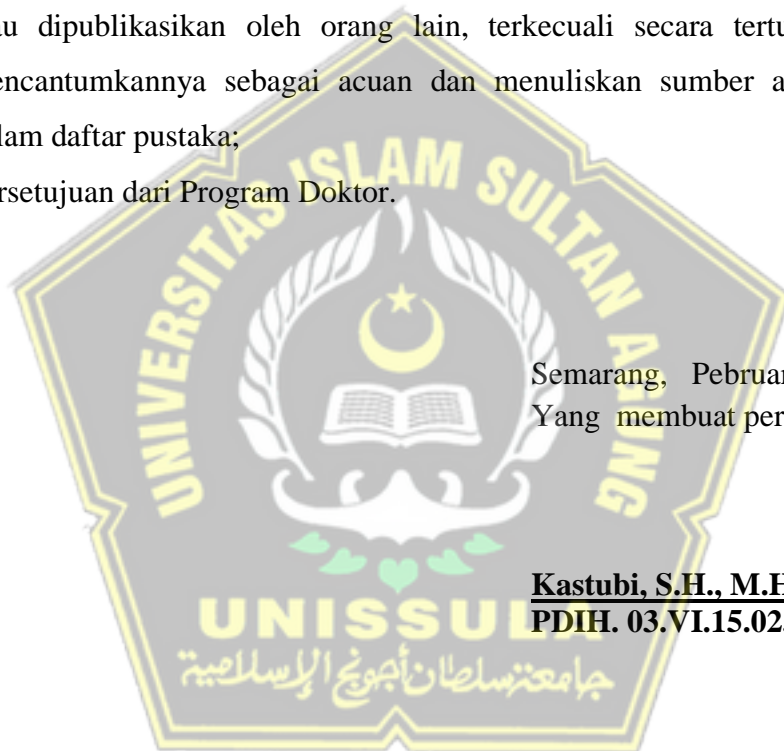 au dipublikasikan oleh orang lain, terkecuali secara tertu
encantumkannya sebagai acuan dan menuliskan sumber a
lam daftar pustaka;
rsetujuan dari Program Doktor.
UNIVERSITAS ISLAM SULTAN AGUNG
Semarang, Pebruar
Yang membuat per
Kastubi, S.H., M.H
PDIH. 03.VI.15.02
UNISSULA
جامعة سلطان أجونج الإسلامية